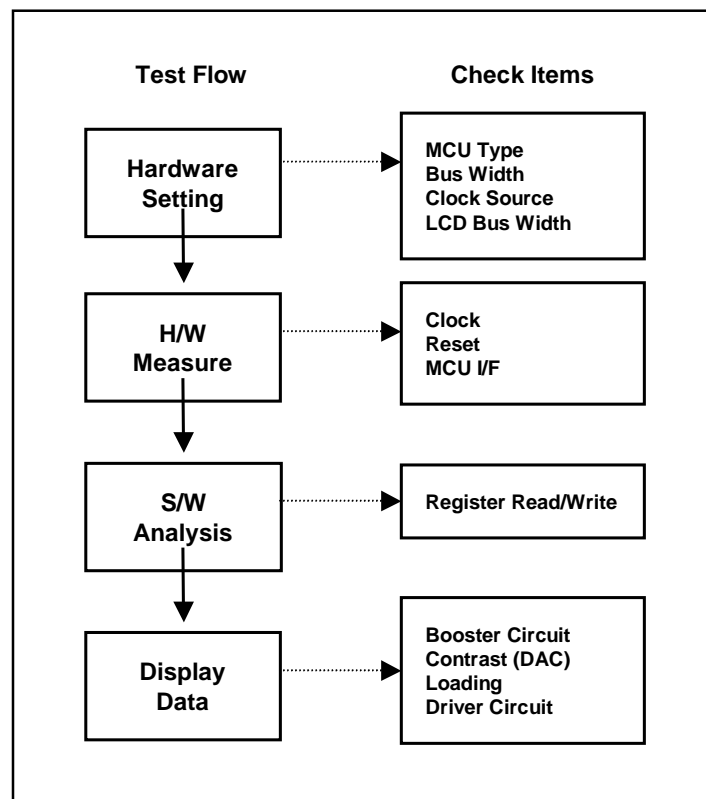 Test Flow
Check Items
Hardware
Setting
MCU Type
Bus Width
Clock Source
LCD Bus Width
H/W
Measure
Clock
Reset
MCU I/F
S/W
Analysis
Register Read/Write
Display
Data
Booster Circuit
Contrast (DAC)
Loading
Driver Circuit